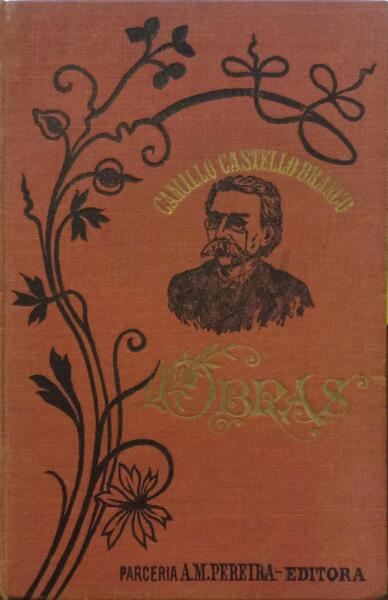 CAMILLO CASTELLO BRANCO
OBRAS
PARCERIA A.M. PEREIRA-EDITORA